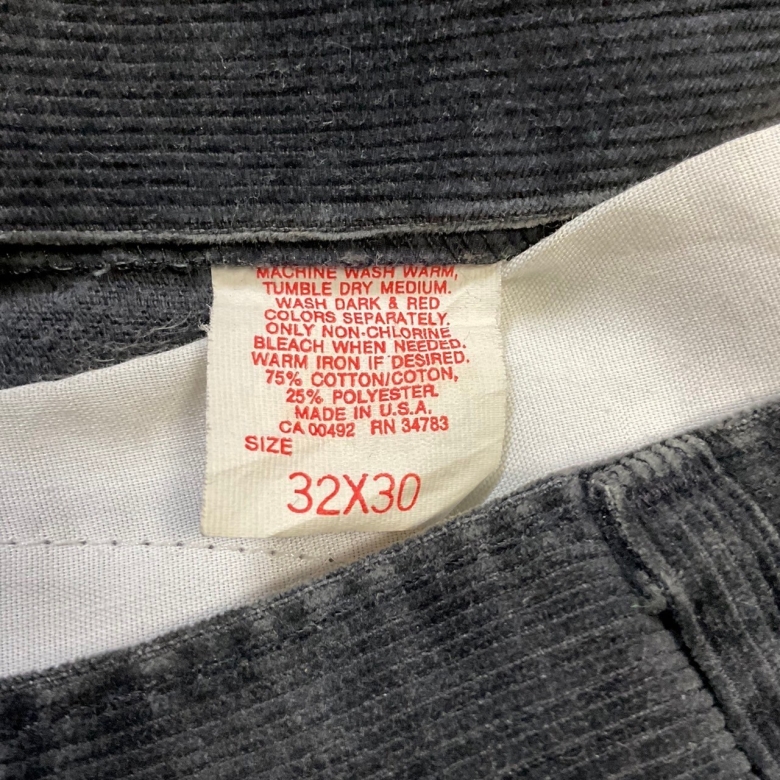 MACHINE WASH WARM,
TUMBLE DRY MEDIUM.
WASH DARK & RED
COLORS SEPARATELY.
ONLY NON-CHLORINE
BLEACH WHEN NEEDED.
WARM IRON IF DESIRED.
75% COTTON/COTON,
25% POLYESTER.
MADE IN U.S.A.
CA 00492 RN 34783
SIZE
32X30